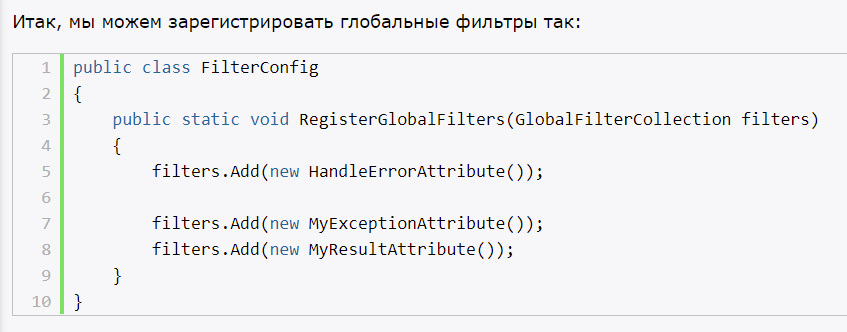 Итак, мы можем зарегистрировать глобальные фильтры так:
1 public class FilterConfig
2 {
3     public static void RegisterGlobalFilters(GlobalFilterCollection filters)
4     {
5         filters.Add(new HandleErrorAttribute());
6
7         filters.Add(new MyExceptionAttribute());
8         filters.Add(new MyResultAttribute());
9     }
10 }